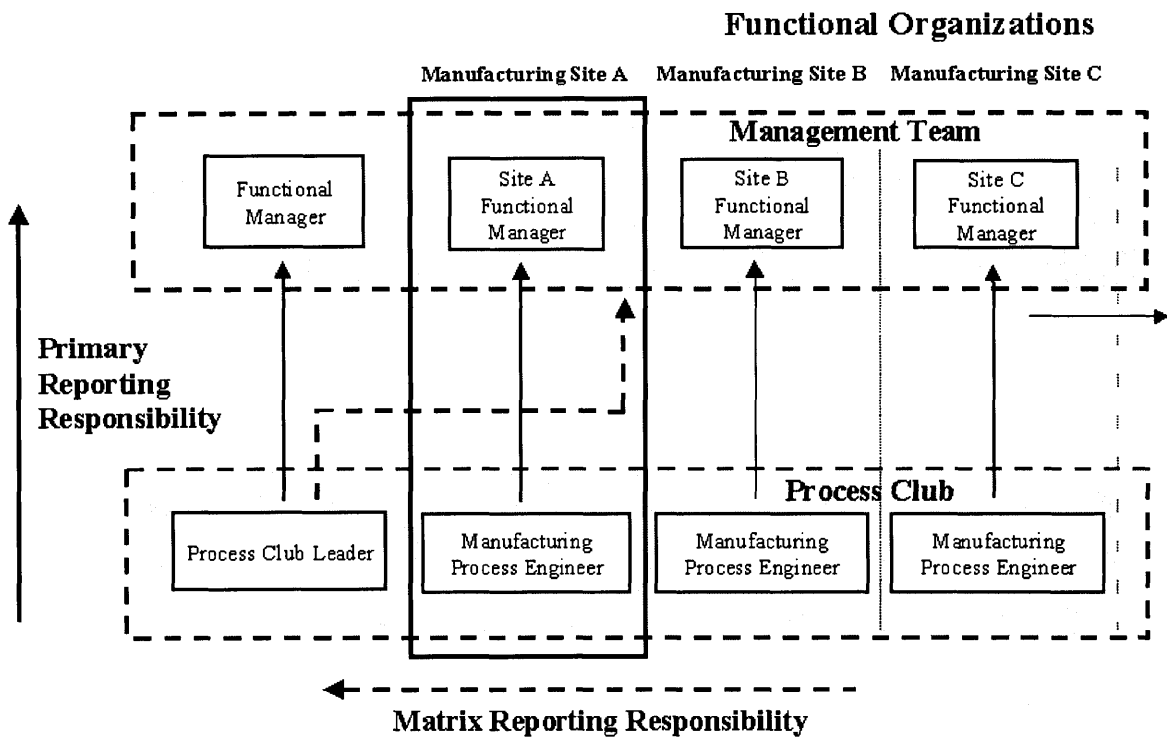 Functional Organizations
Manufacturing Site A
Manufacturing Site B
Manufacturing Site C
Management Team
Functional
Manager
Site A
Functional
Manager
Site B
Functional
Manager
Site C
Functional
Manager
Primary
Reporting
Responsibility
Process Club
Process Club Leader
Manufacturing
Process Engineer
Manufacturing
Process Engineer
Manufacturing
Process Engineer
Matrix Reporting Responsibility